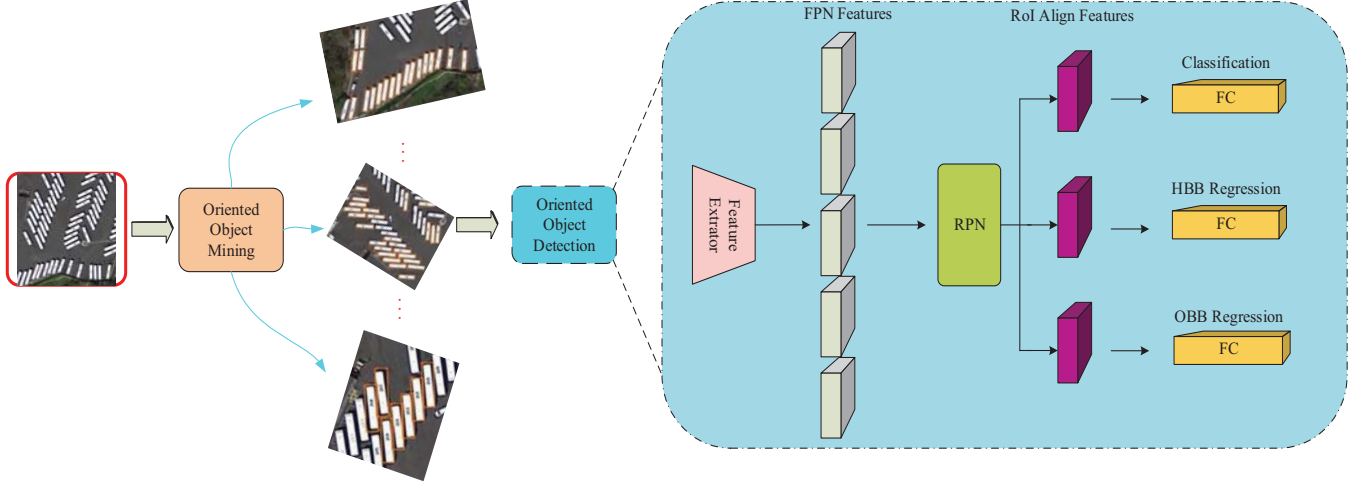 Oriented
Object
Mining
Oriented
Object
Detection
FPN Features
RoI Align Features
Feature
Extrator
RPN
Classification
FC
HBB Regression
FC
OBB Regression
FC